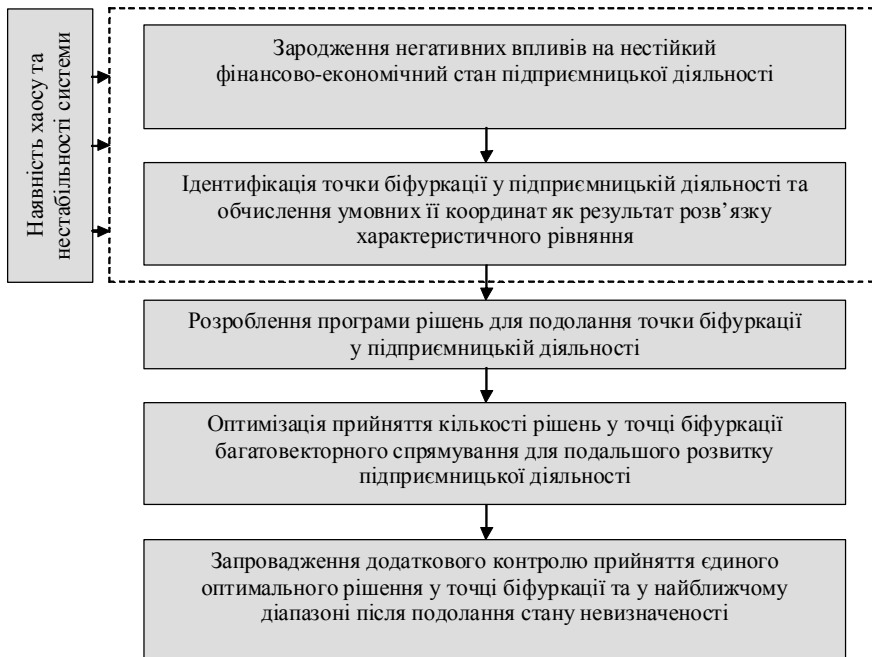 Наявність хаосу та
нестабільності системи
Зародження негативних впливів на нестійкий
фінансово-економічний стан підприємницької діяльності
Ідентифікація точки біфуркації у підприємницькій діяльності та
обчислення умовних її координат як результат розв’язку
характеристичного рівняння
Розроблення програми рішень для подолання точки біфуркації
у підприємницькій діяльності
Оптимізація прийняття кількості рішень у точці біфуркації
багатовекторного спрямування для подальшого розвитку
підприємницької діяльності
Запровадження додаткового контролю прийняття єдиного
оптимального рішення у точці біфуркації та у найближчому
діапазоні після подолання стану невизначеності